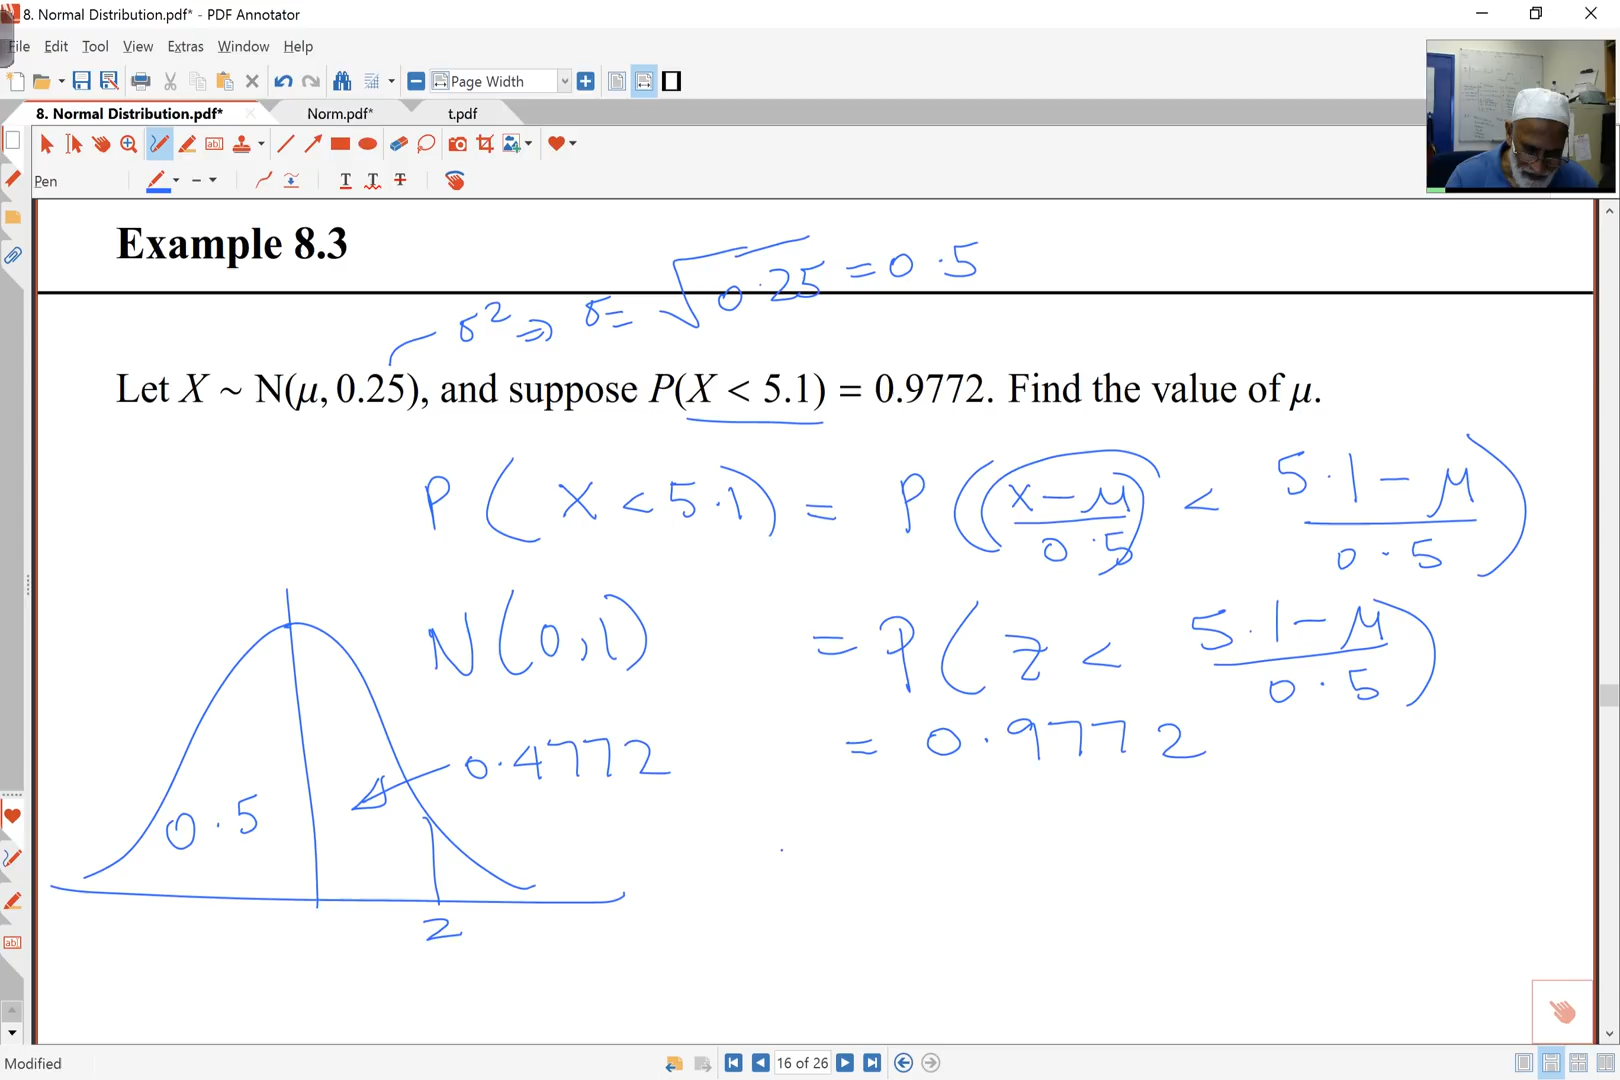 8. Normal Distribution.pdf* - PDF Annotator
File Edit Tool View Extras Window Help
Page Width
8. Normal Distribution.pdf* Norm.pdf* t.pdf
Pen
Example 8.3
σ² ⇒ σ = √0.25 = 0.5
Let X ~ N(μ, 0.25), and suppose P(X < 5.1) = 0.9772. Find the value of μ.
P(X < 5.1) = P((X − μ)/0.5 < (5.1 − μ)/0.5)
N(0,1)
= P(Z < (5.1 − μ)/0.5)
= 0.9772
0.4772
0.5
2
Modified
16 of 26